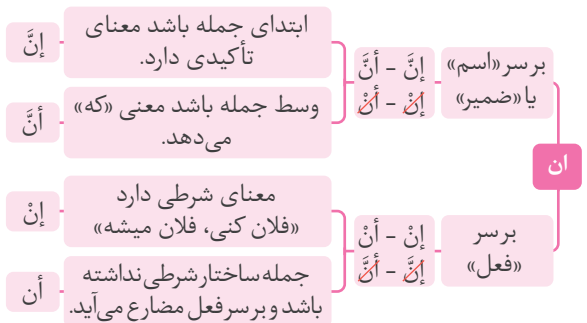 ان
بر سر «اسم»
یا «ضمیر»
إنَّ - أنَّ
إنْ - أنْ
ابتدای جمله باشد معنای
تأکیدی دارد.
إنَّ
وسط جمله باشد معنی «که»
می‌دهد.
أنَّ
بر سر
«فعل»
إنْ - أنْ
إنَّ - أنَّ
معنای شرطی دارد
«فلان کنی، فلان میشه»
إنْ
جمله ساختار شرطی نداشته
باشد و بر سر فعل مضارع می‌آید.
أن